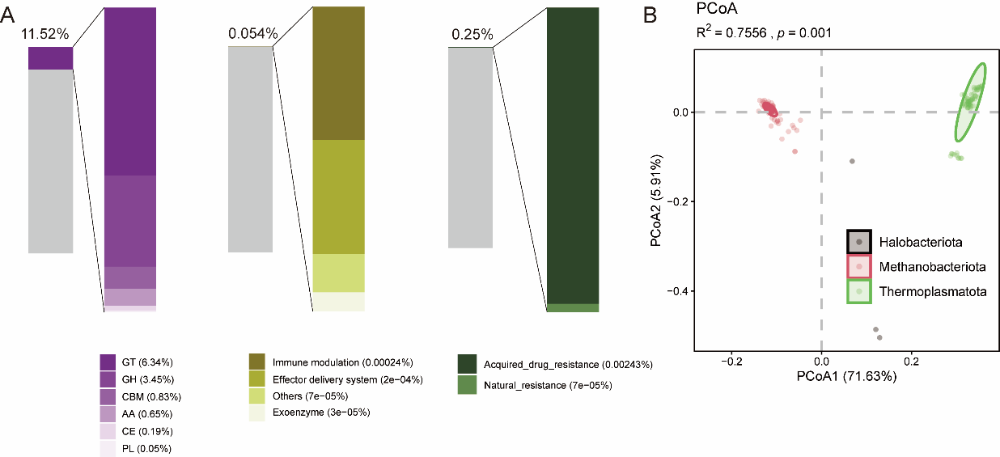 A
11.52%
0.054%
0.25%
GT (6.34%)
GH (3.45%)
CBM (0.83%)
AA (0.65%)
CE (0.19%)
PL (0.05%)
Immune modulation (0.00024%)
Effector delivery system (2e-04%)
Others (7e-05%)
Exoenzyme (3e-05%)
Acquired_drug_resistance (0.00243%)
Natural_resistance (7e-05%)
B
PCoA
R² = 0.7556 , p = 0.001
PCoA2 (5.91%)
0.0
−0.2
−0.4
Halobacteriota
Methanobacteriota
Thermoplasmatota
−0.2
0.0
0.2
PCoA1 (71.63%)